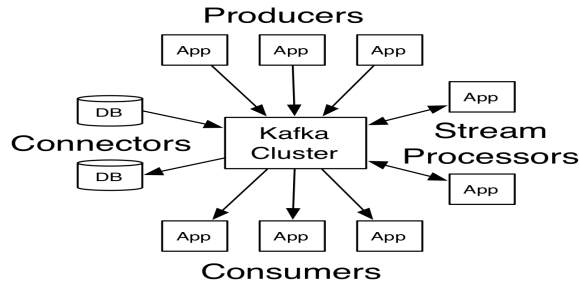 Producers
App
App
App
DB
App
Connectors
Kafka
Cluster
Stream
Processors
DB
App
App
App
App
Consumers